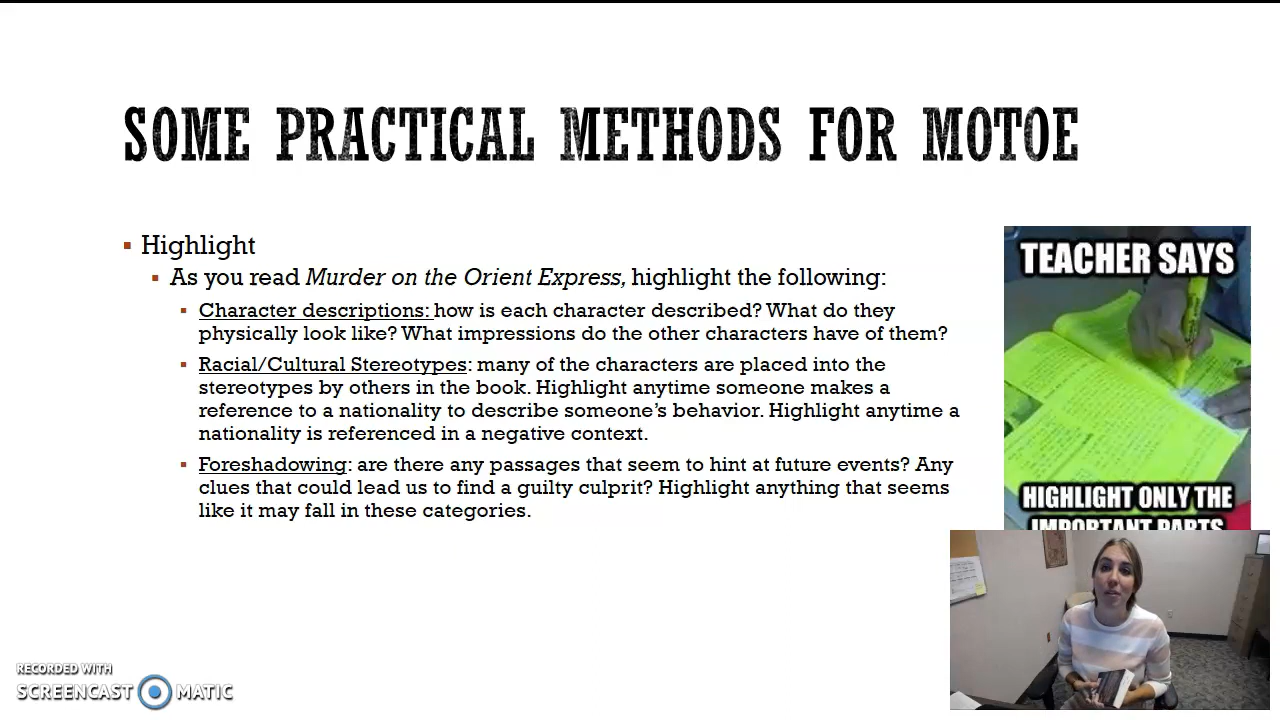 SOME PRACTICAL METHODS FOR MOTOE
▪ Highlight
▪ As you read Murder on the Orient Express, highlight the following:
▪ Character descriptions: how is each character described? What do they
physically look like? What impressions do the other characters have of them?
▪ Racial/Cultural Stereotypes: many of the characters are placed into the
stereotypes by others in the book. Highlight anytime someone makes a
reference to a nationality to describe someone's behavior. Highlight anytime a
nationality is referenced in a negative context.
▪ Foreshadowing: are there any passages that seem to hint at future events? Any
clues that could lead us to find a guilty culprit? Highlight anything that seems
like it may fall in these categories.
TEACHER SAYS
HIGHLIGHT ONLY THE
IMPORTANT PARTS
RECORDED WITH
SCREENCAST MATIC